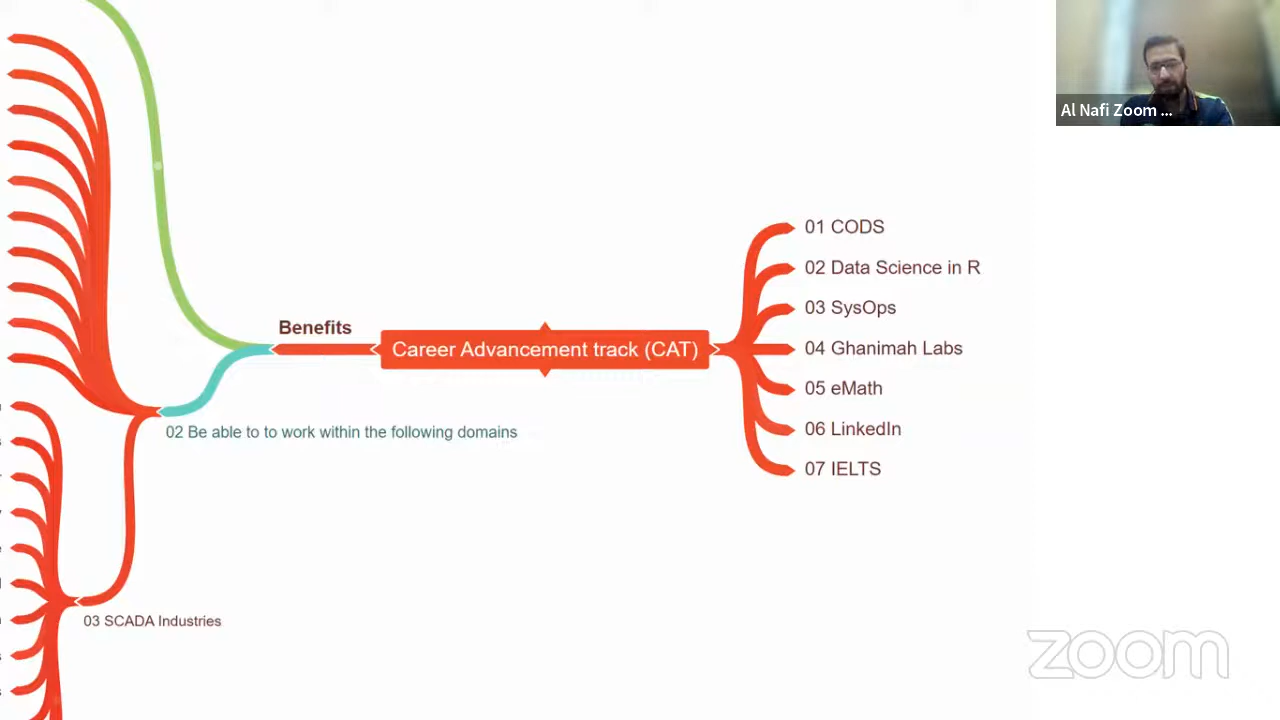 Al Nafi Zoom ...
01 CODS
02 Data Science in R
03 SysOps
Benefits
Career Advancement track (CAT)
04 Ghanimah Labs
05 eMath
06 LinkedIn
02 Be able to to work within the following domains
07 IELTS
03 SCADA Industries
zoom